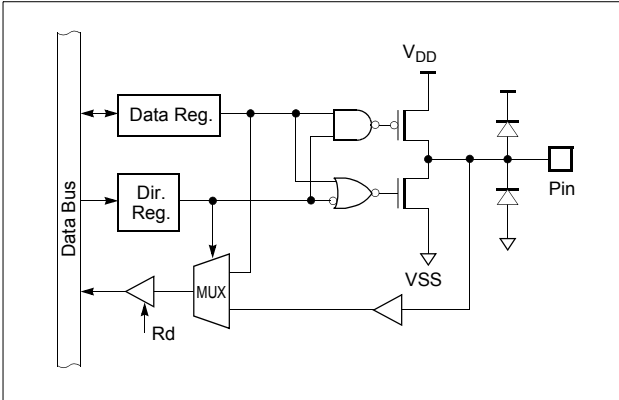 VDD
Data Reg.
Data Bus
Dir.
Reg.
Pin
VSS
MUX
Rd